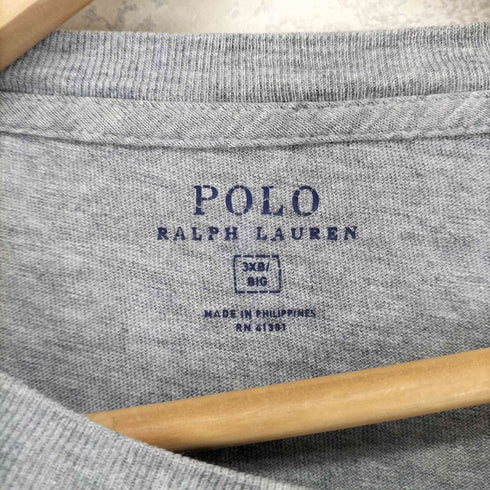 POLO
RALPH LAUREN
3XB/
BIG
MADE IN PHILIPPINES
RN 41381